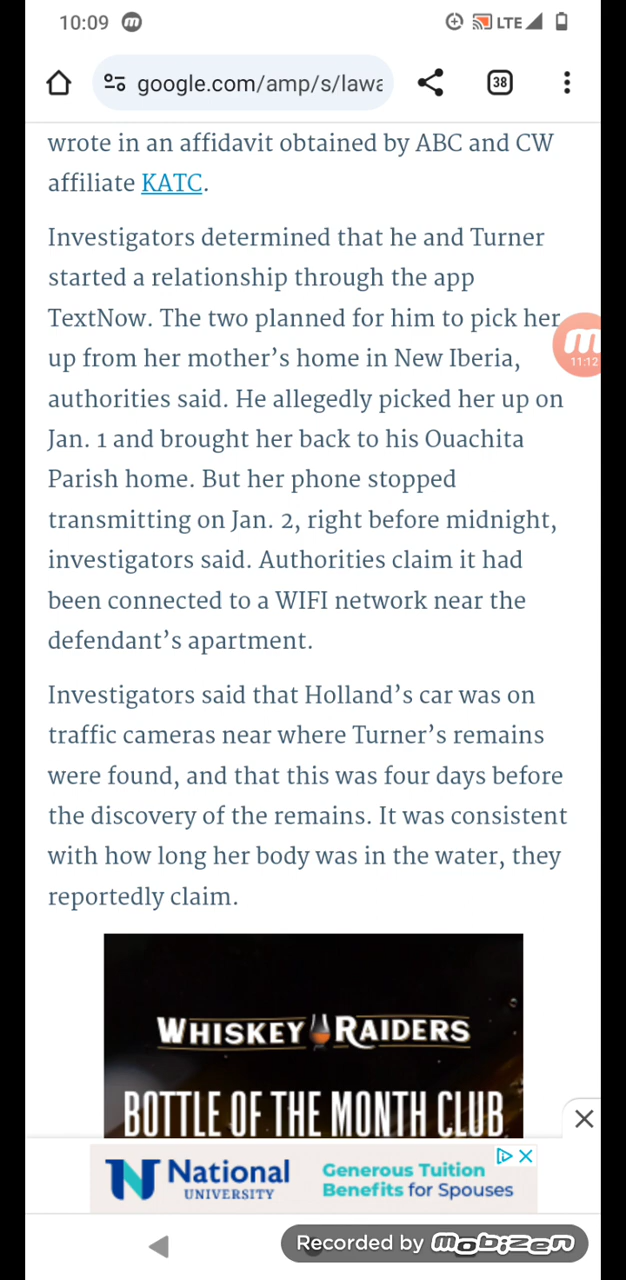 10:09
LTE
google.com/amp/s/lawa
38
wrote in an affidavit obtained by ABC and CW
affiliate KATC.
Investigators determined that he and Turner
started a relationship through the app
TextNow. The two planned for him to pick her
up from her mother’s home in New Iberia,
authorities said. He allegedly picked her up on
Jan. 1 and brought her back to his Ouachita
Parish home. But her phone stopped
transmitting on Jan. 2, right before midnight,
investigators said. Authorities claim it had
been connected to a WIFI network near the
defendant’s apartment.
11:12
Investigators said that Holland’s car was on
traffic cameras near where Turner’s remains
were found, and that this was four days before
the discovery of the remains. It was consistent
with how long her body was in the water, they
reportedly claim.
WHISKEY RAIDERS
BOTTLE OF THE MONTH CLUB
National
UNIVERSITY
Generous Tuition
Benefits for Spouses
Recorded by mobizen